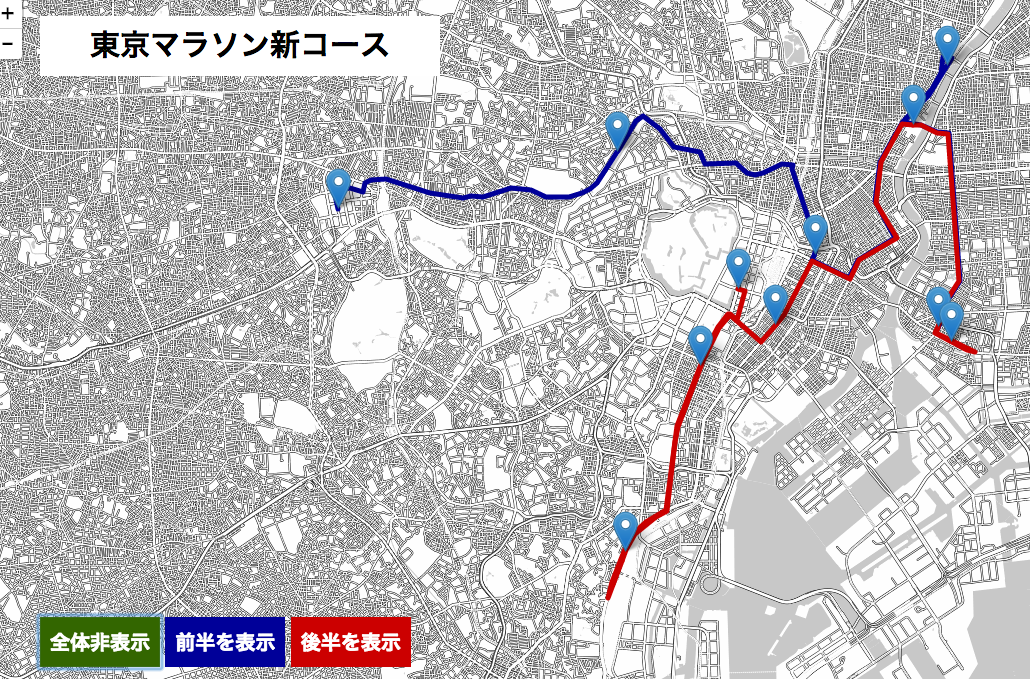 +
-
東京マラソン新コース
全体非表示
前半を表示
後半を表示